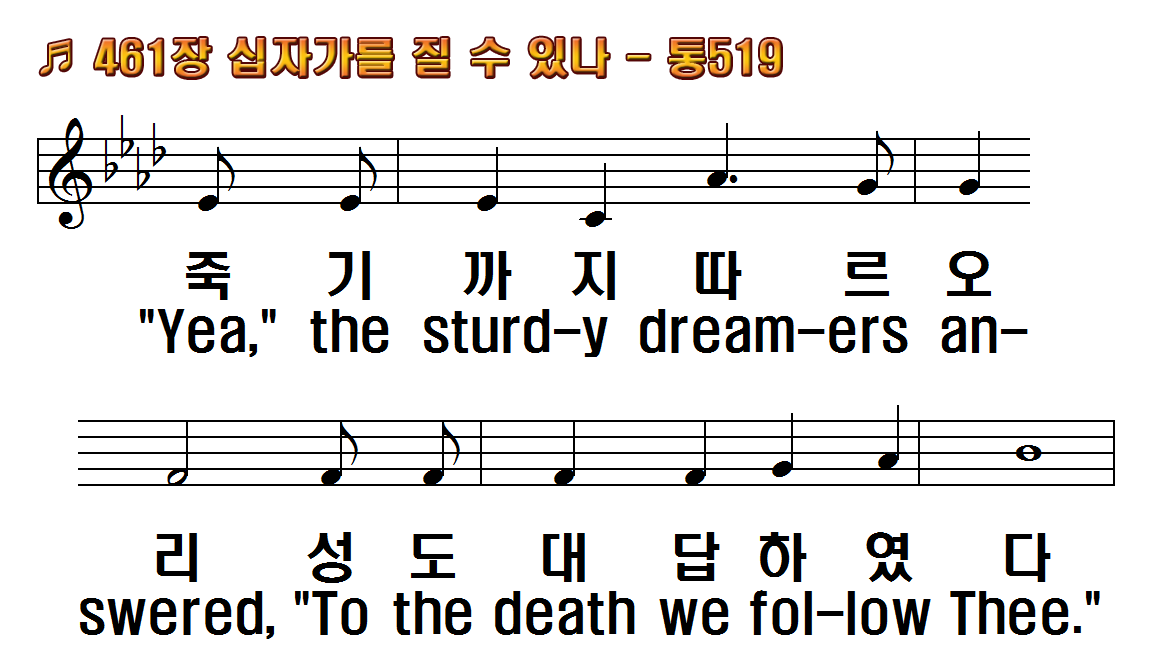 ♬ 461장 십자가를 질 수 있나 - 통519
죽 기 까 지 따 르 오
"Yea," the sturd-y dream-ers an-
리 성 도 대 답 하 였 다
swered, "To the death we fol-low Thee."